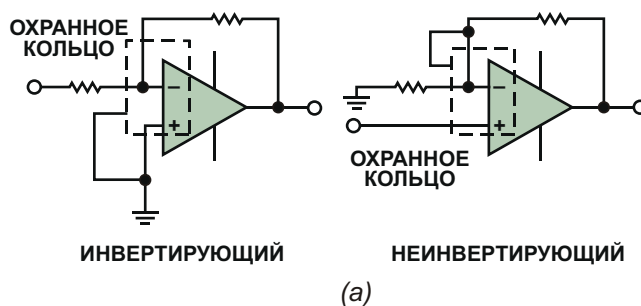 ОХРАННОЕ
КОЛЬЦО
−
+
ИНВЕРТИРУЮЩИЙ
−
+
ОХРАННОЕ
КОЛЬЦО
НЕИНВЕРТИРУЮЩИЙ
(a)